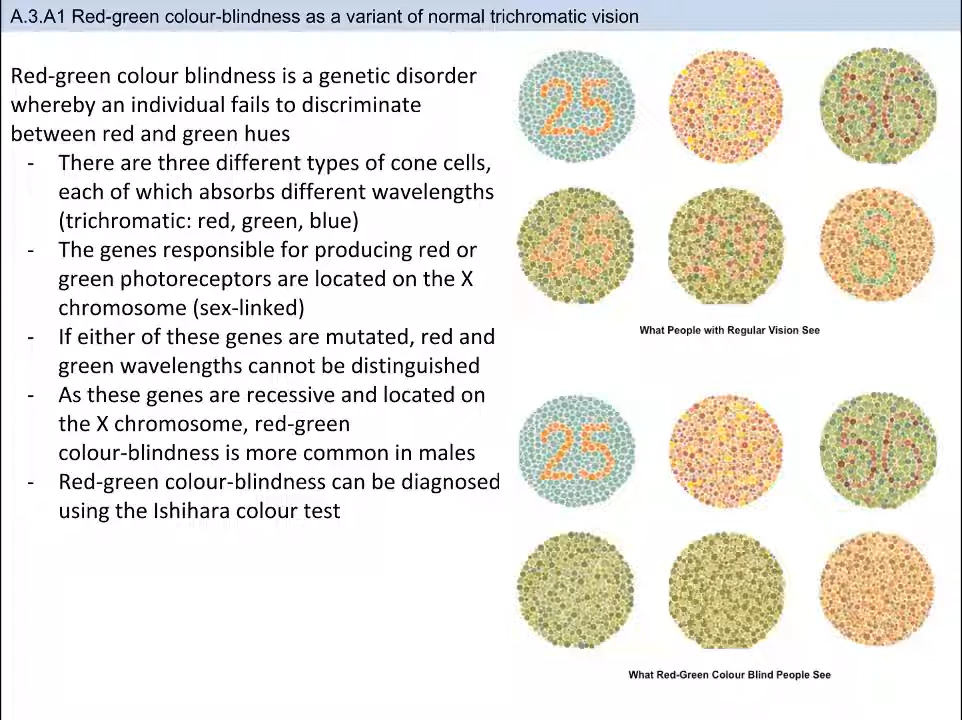 A.3.A1 Red-green colour-blindness as a variant of normal trichromatic vision
Red-green colour blindness is a genetic disorder
whereby an individual fails to discriminate
between red and green hues
- There are three different types of cone cells,
each of which absorbs different wavelengths
(trichromatic: red, green, blue)
- The genes responsible for producing red or
green photoreceptors are located on the X
chromosome (sex-linked)
- If either of these genes are mutated, red and
green wavelengths cannot be distinguished
- As these genes are recessive and located on
the X chromosome, red-green
colour-blindness is more common in males
- Red-green colour-blindness can be diagnosed
using the Ishihara colour test
25 56
45 29 8
What People with Regular Vision See
25 56
What Red-Green Colour Blind People See